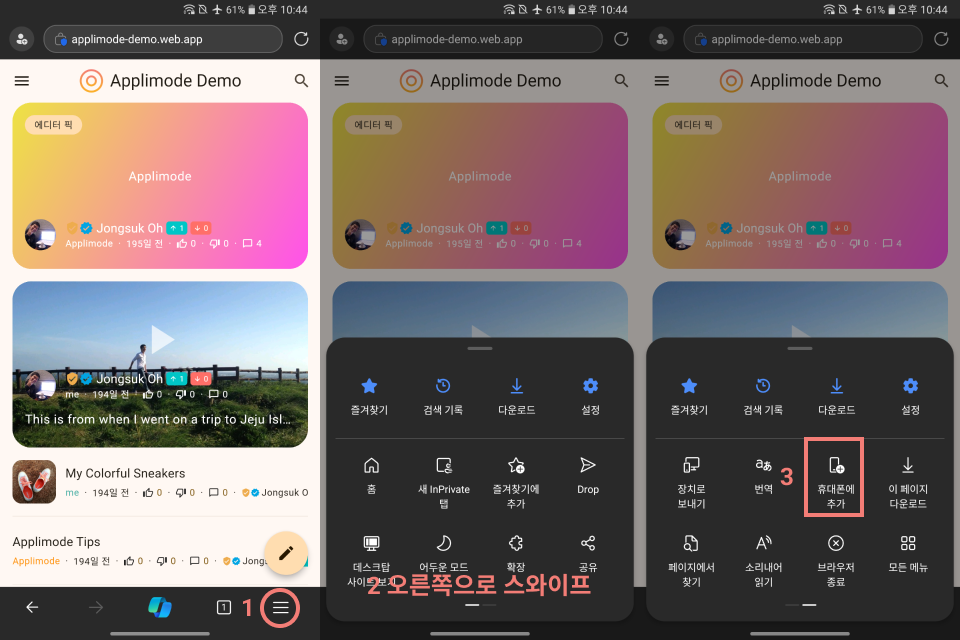 61% 오후 10:44
applimode-demo.web.app
Applimode Demo
에디터 픽
Applimode
Jongsuk Oh 1 0
Applimode · 195일 전 · 0 · 0 · 4
Jongsuk Oh 1 0
me · 194일 전 · 0 · 0 · 0
This is from when I went on a trip to Jeju Isl...
My Colorful Sneakers
me · 194일 전 · 0 · 0 · 0 · Jongsuk O
Applimode Tips
Applimode · 194일 전 · 0 · 0 · 0 · Jong
1
1
61% 오후 10:44
applimode-demo.web.app
Applimode Demo
에디터 픽
Applimode
Jongsuk Oh 1 0
Applimode · 195일 전 · 0 · 0 · 4
즐겨찾기
검색 기록
다운로드
설정
홈
새 InPrivate
탭
즐겨찾기에
추가
Drop
데스크탑
사이트 보기
어두운 모드
확장
공유
2 오른쪽으로 스와이프
61% 오후 10:44
applimode-demo.web.app
Applimode Demo
에디터 픽
Applimode
Jongsuk Oh 1 0
Applimode · 195일 전 · 0 · 0 · 4
즐겨찾기
검색 기록
다운로드
설정
장치로
보내기
번역
3
휴대폰에
추가
이 페이지
다운로드
페이지에서
찾기
소리내어
읽기
브라우저
종료
모든 메뉴